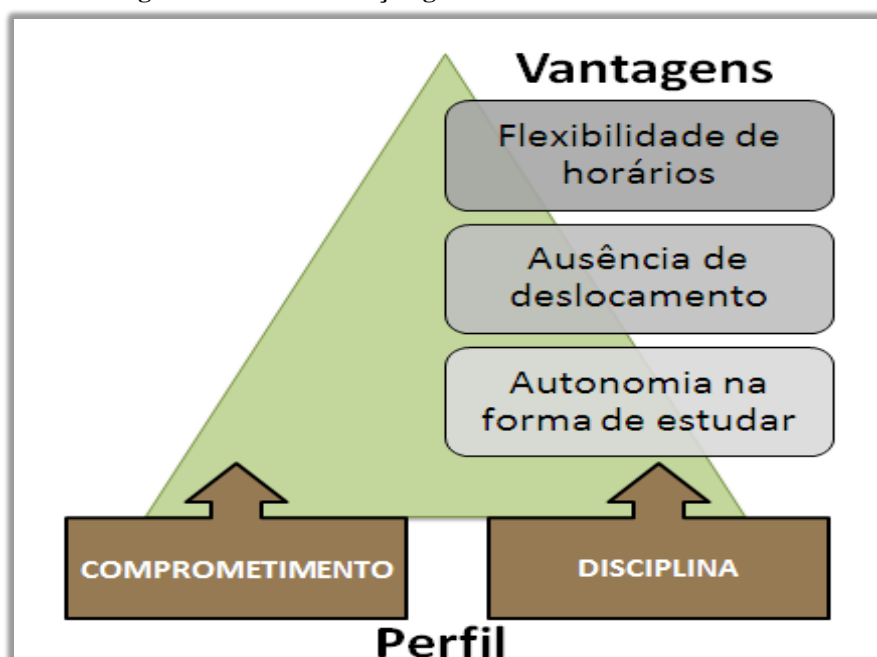 Vantagens
Flexibilidade de
horários
Ausência de
deslocamento
Autonomia na
forma de estudar
COMPROMETIMENTO
DISCIPLINA
Perfil